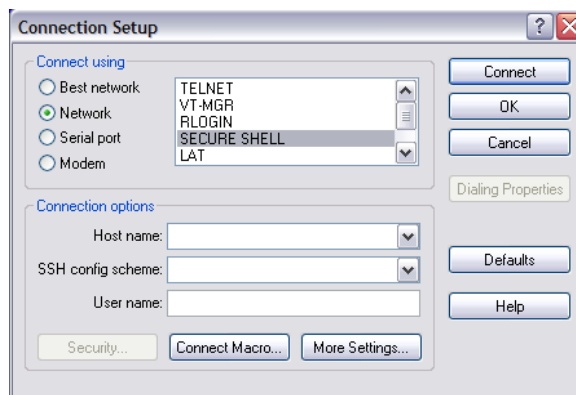 Connection Setup
Connect using
Best network
Network
Serial port
Modem
TELNET
VT-MGR
RLOGIN
SECURE SHELL
LAT
Connect
OK
Cancel
Dialing Properties
Connection options
Host name:
SSH config scheme:
User name:
Security...
Connect Macro...
More Settings...
Defaults
Help